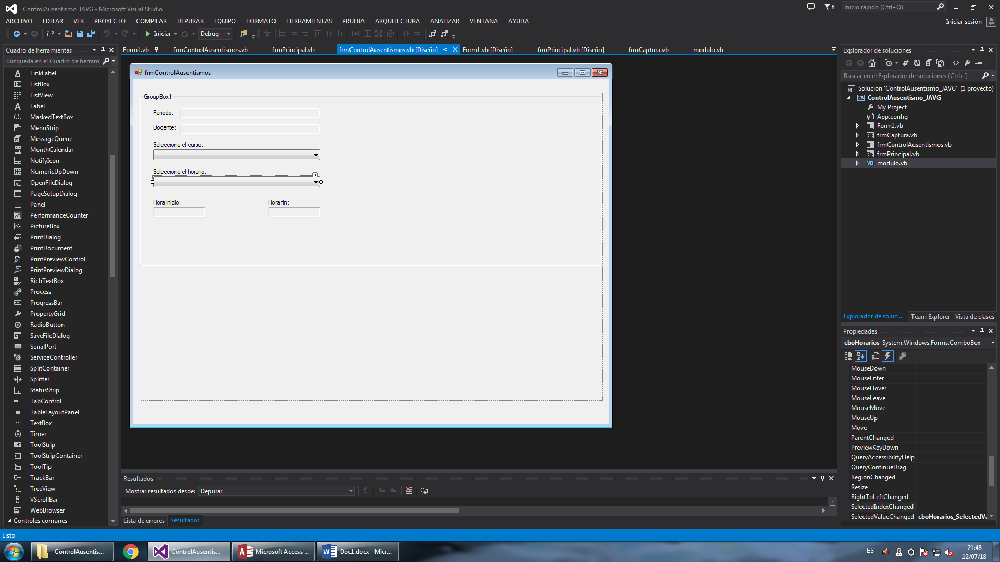 ControlAusentismo_JAVG - Microsoft Visual Studio
8
Inicio rápido (Ctrl+Q)
ARCHIVO EDITAR VER PROYECTO COMPILAR DEPURAR EQUIPO FORMATO HERRAMIENTAS PRUEBA ARQUITECTURA ANALIZAR VENTANA AYUDA
Iniciar sesión
Iniciar
Debug
Cuadro de herramientas
Búsqueda en el Cuadro de herram
LinkLabel
ListBox
ListView
Label
MaskedTextBox
MenuStrip
MessageQueue
MonthCalendar
NotifyIcon
NumericUpDown
OpenFileDialog
PageSetupDialog
Panel
PerformanceCounter
PictureBox
PrintDialog
PrintDocument
PrintPreviewControl
PrintPreviewDialog
RichTextBox
Process
ProgressBar
PropertyGrid
RadioButton
SaveFileDialog
SerialPort
ServiceController
SplitContainer
Splitter
StatusStrip
TabControl
TableLayoutPanel
TextBox
Timer
ToolStrip
ToolStripContainer
ToolTip
TrackBar
TreeView
VScrollBar
WebBrowser
Controles comunes
Form1.vb frmControlAusentismos.vb frmPrincipal.vb frmControlAusentismos.vb [Diseño] Form1.vb [Diseño] frmPrincipal.vb [Diseño] frmCaptura.vb modulo.vb
frmControlAusentismos
GroupBox1
Periodo:
Docente:
Seleccione el curso:
Seleccione el horario:
Hora inicio: Hora fin:
Resultados
Mostrar resultados desde: Depurar
Lista de errores Resultados
Explorador de soluciones
Buscar en el Explorador de soluciones (Ctrl+´)
Solución 'ControlAusentismo_JAVG' (1 proyecto)
VB ControlAusentismo_JAVG
My Project
App.config
Form1.vb
frmCaptura.vb
frmControlAusentismos.vb
frmPrincipal.vb
VB modulo.vb
Explorador de soluci... Team Explorer Vista de clases
Propiedades
cboHorarios System.Windows.Forms.ComboBox
MouseDown
MouseEnter
MouseHover
MouseLeave
MouseMove
MouseUp
Move
ParentChanged
PreviewKeyDown
QueryAccessibilityHelp
QueryContinueDrag
RegionChanged
Resize
RightToLeftChanged
SelectedIndexChanged
SelectedValueChanged cboHorarios_SelectedVa
Listo
ControlAusentis... ControlAusentis... Microsoft Access ... Doc1.docx - Micr...
ES
21:48
12/07/18